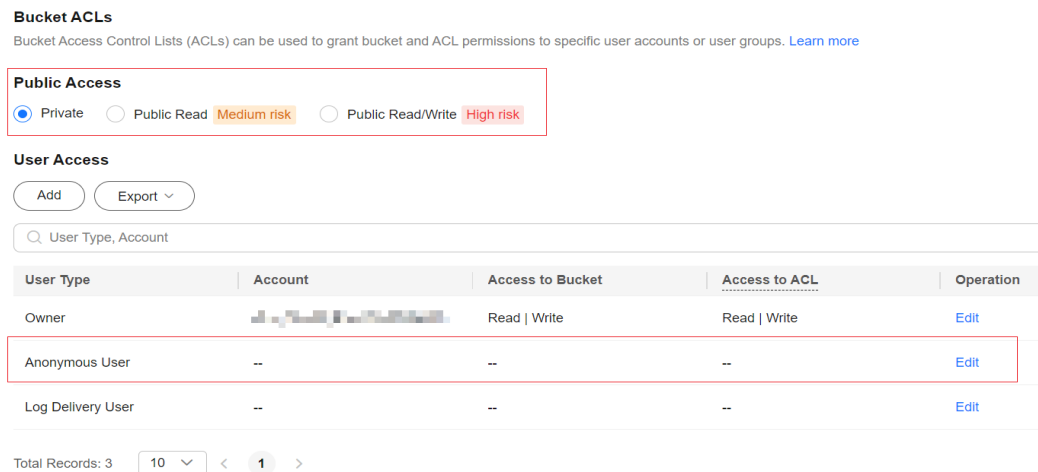 Bucket ACLs
Bucket Access Control Lists (ACLs) can be used to grant bucket and ACL permissions to specific user accounts or user groups. Learn more
Public Access
Private Public Read Medium risk Public Read/Write High risk
User Access
Add Export
User Type, Account
User Type Account Access to Bucket Access to ACL Operation
Owner Read | Write Read | Write Edit
Anonymous User -- -- -- Edit
Log Delivery User -- -- -- Edit
Total Records: 3 10 < 1 >